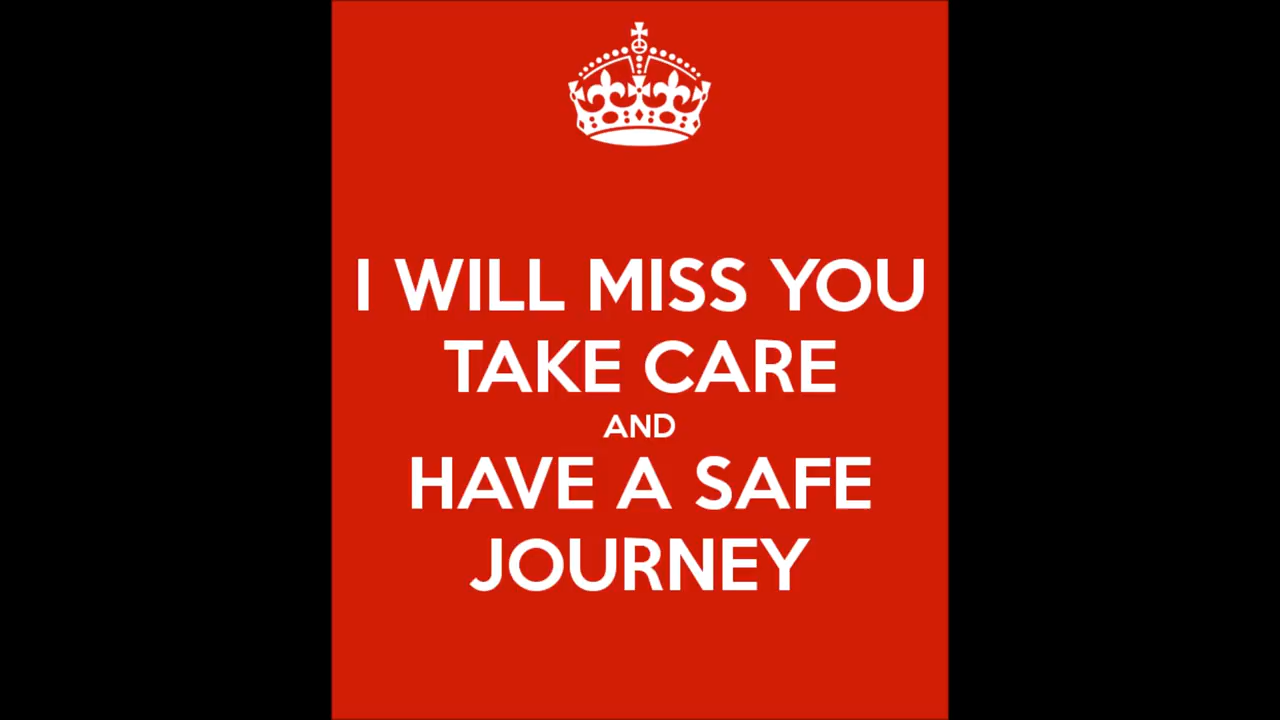 I WILL MISS YOU
TAKE CARE
AND
HAVE A SAFE
JOURNEY